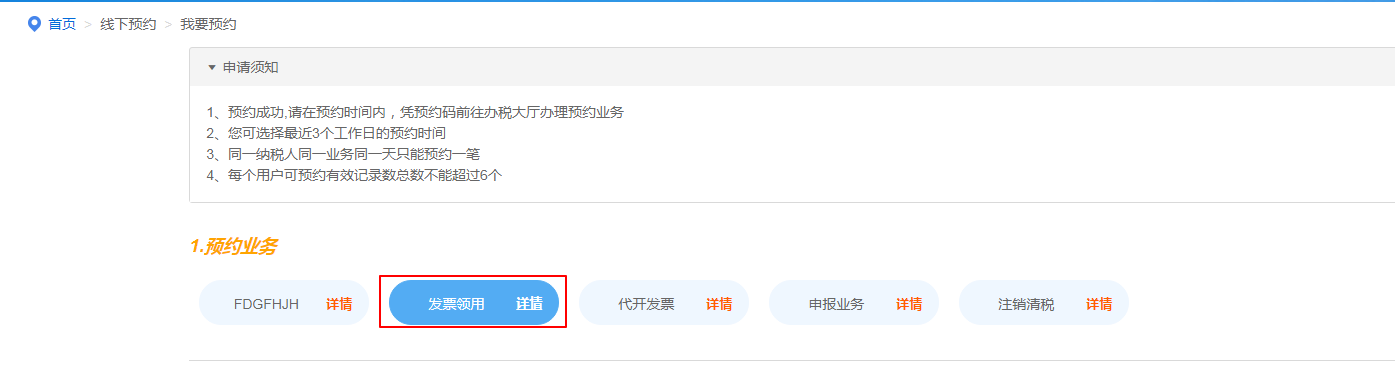 首页 > 线下预约 > 我要预约
申请须知
1、预约成功,请在预约时间内，凭预约码前往办税大厅办理预约业务
2、您可选择最近3个工作日的预约时间
3、同一纳税人同一业务同一天只能预约一笔
4、每个用户可预约有效记录数总数不能超过6个
1.预约业务
FDGFHJH 详情 发票领用 详情 代开发票 详情 申报业务 详情 注销清税 详情